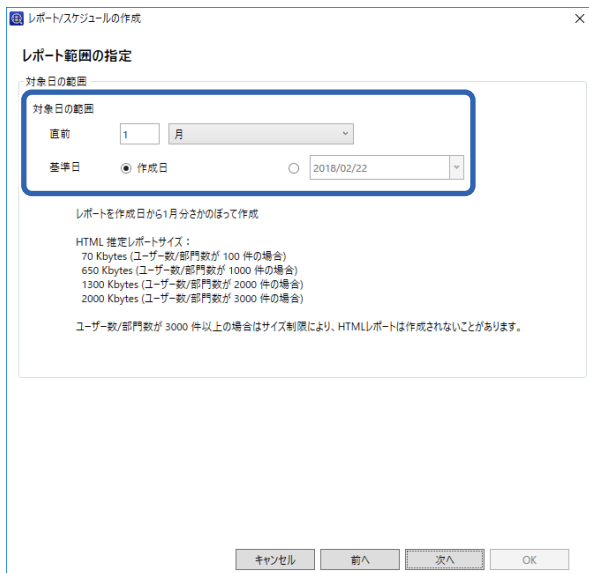 レポート/スケジュールの作成
レポート範囲の指定
対象日の範囲
対象日の範囲
直前 1 月
基準日 作成日 2018/02/22
レポートを作成日から1月分さかのぼって作成
HTML 推定レポートサイズ：
70 Kbytes (ユーザー数/部門数が 100 件の場合)
650 Kbytes (ユーザー数/部門数が 1000 件の場合)
1300 Kbytes (ユーザー数/部門数が 2000 件の場合)
2000 Kbytes (ユーザー数/部門数が 3000 件の場合)
ユーザー数/部門数が 3000 件以上の場合はサイズ制限により、HTMLレポートは作成されないことがあります。
キャンセル 前へ 次へ OK